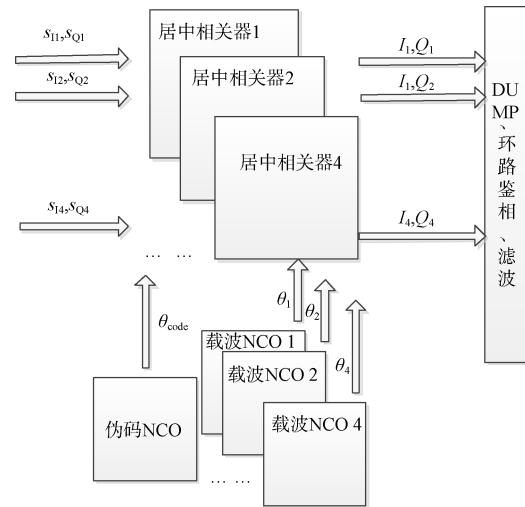 s_I1,s_Q1
居中相关器1
I_1,Q_1
s_I2,s_Q2
居中相关器2
I_1,Q_2
居中相关器4
s_I4,s_Q4
I_4,Q_4
DU
MP
、
环
路
鉴
相
、
滤
波
… …
θ_code
θ_1
θ_2
θ_4
载波NCO 1
载波NCO 2
载波NCO 4
伪码NCO
… …